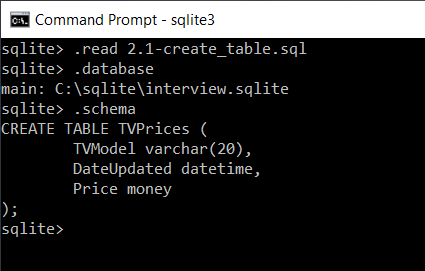 Command Prompt - sqlite3
sqlite> .read 2.1-create_table.sql
sqlite> .database
main: C:\sqlite\interview.sqlite
sqlite> .schema
CREATE TABLE TVPrices (
        TVModel varchar(20),
        DateUpdated datetime,
        Price money
);
sqlite>